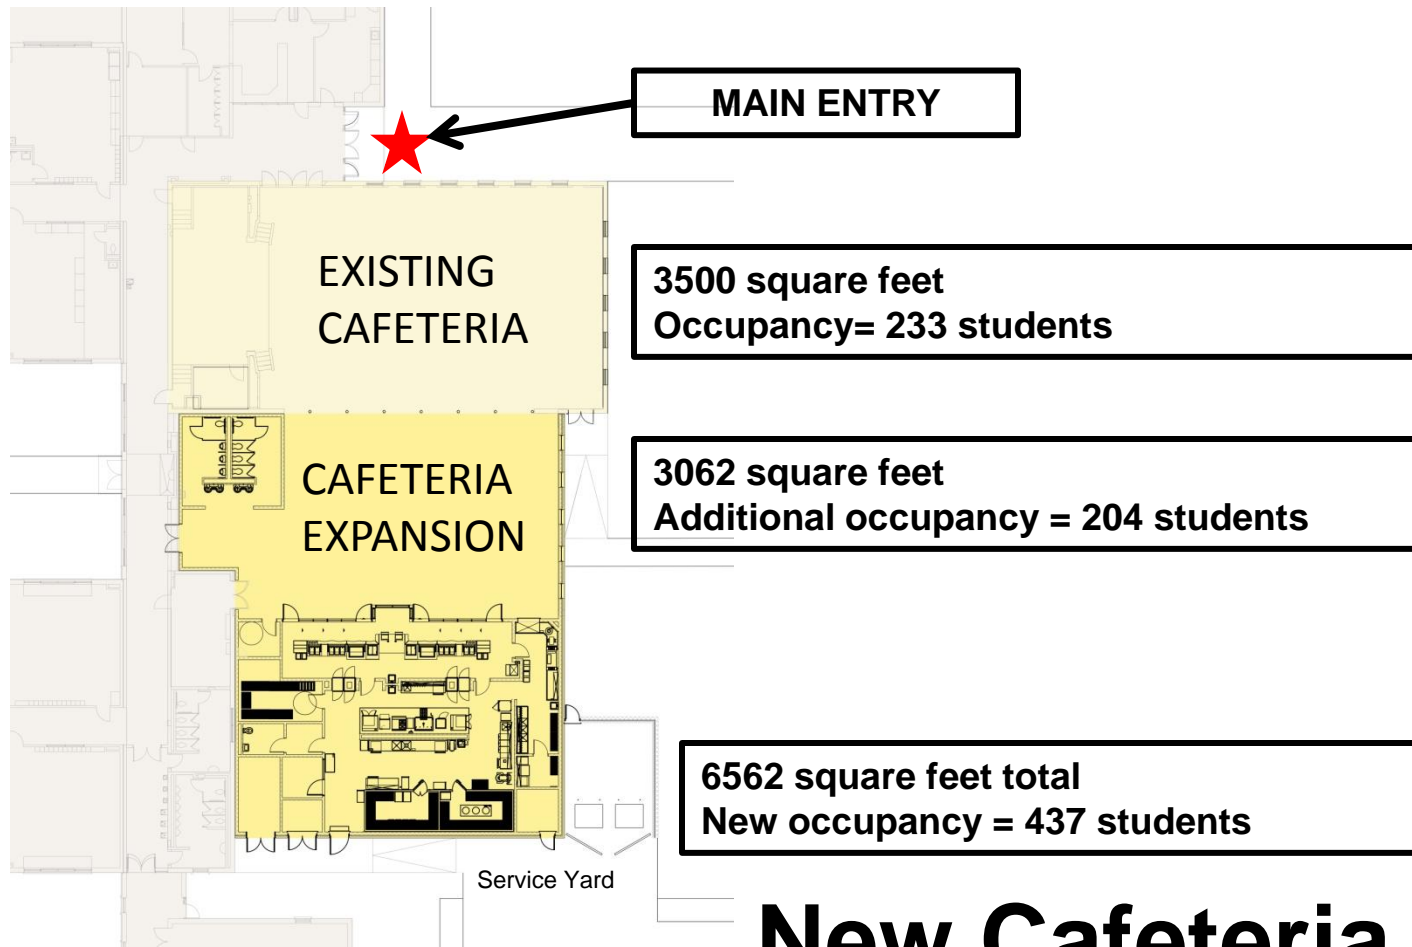 MAIN ENTRY
EXISTING
CAFETERIA
3500 square feet
Occupancy= 233 students
CAFETERIA
EXPANSION
3062 square feet
Additional occupancy = 204 students
6562 square feet total
New occupancy = 437 students
Service Yard
New Cafeteria